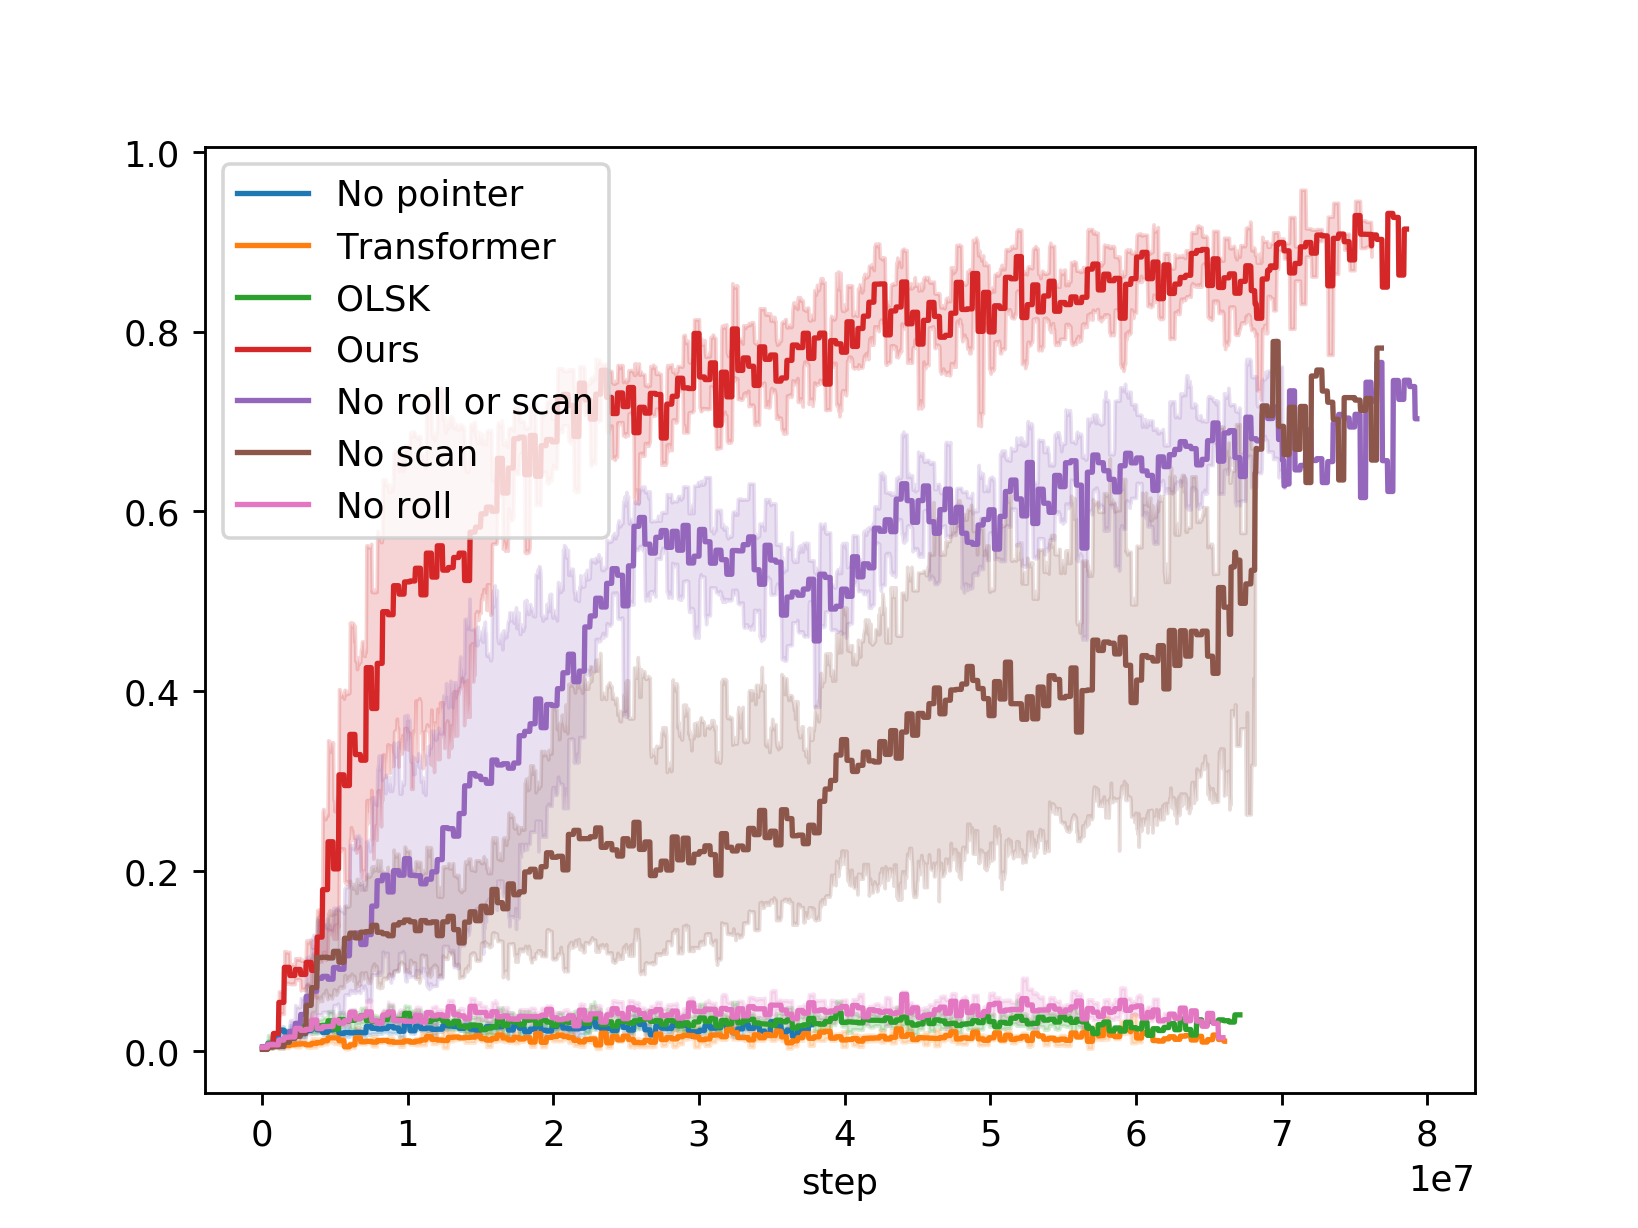 1.0
0.8
0.6
0.4
0.2
0.0
No pointer
Transformer
OLSK
Ours
No roll or scan
No scan
No roll
0 1 2 3 4 5 6 7 8
1e7
step